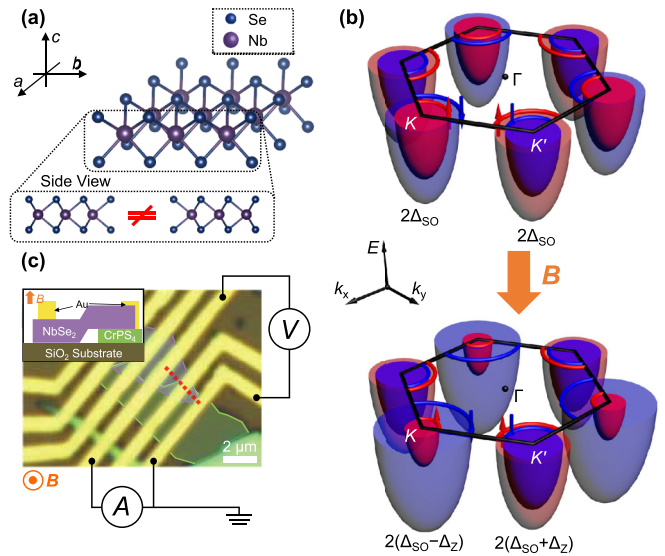 (a)
c
b
a
Se
Nb
Side View
(b)
Γ
K
K'
2Δ_SO
2Δ_SO
E
k_x
k_y
B
Γ
K
K'
2(Δ_SO−Δ_Z)
2(Δ_SO+Δ_Z)
(c)
B
Au
NbSe₂
CrPS₄
SiO₂ Substrate
V
2 μm
B
A